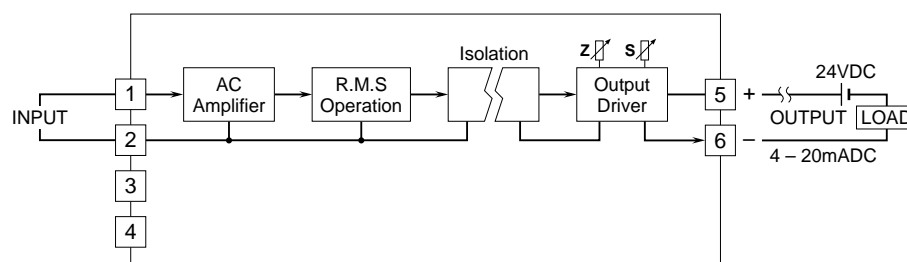 Isolation
Z S
24VDC
1
AC
Amplifier
R.M.S
Operation
Output
Driver
5
+
INPUT
OUTPUT
LOAD
2
6
–
4 – 20mADC
3
4